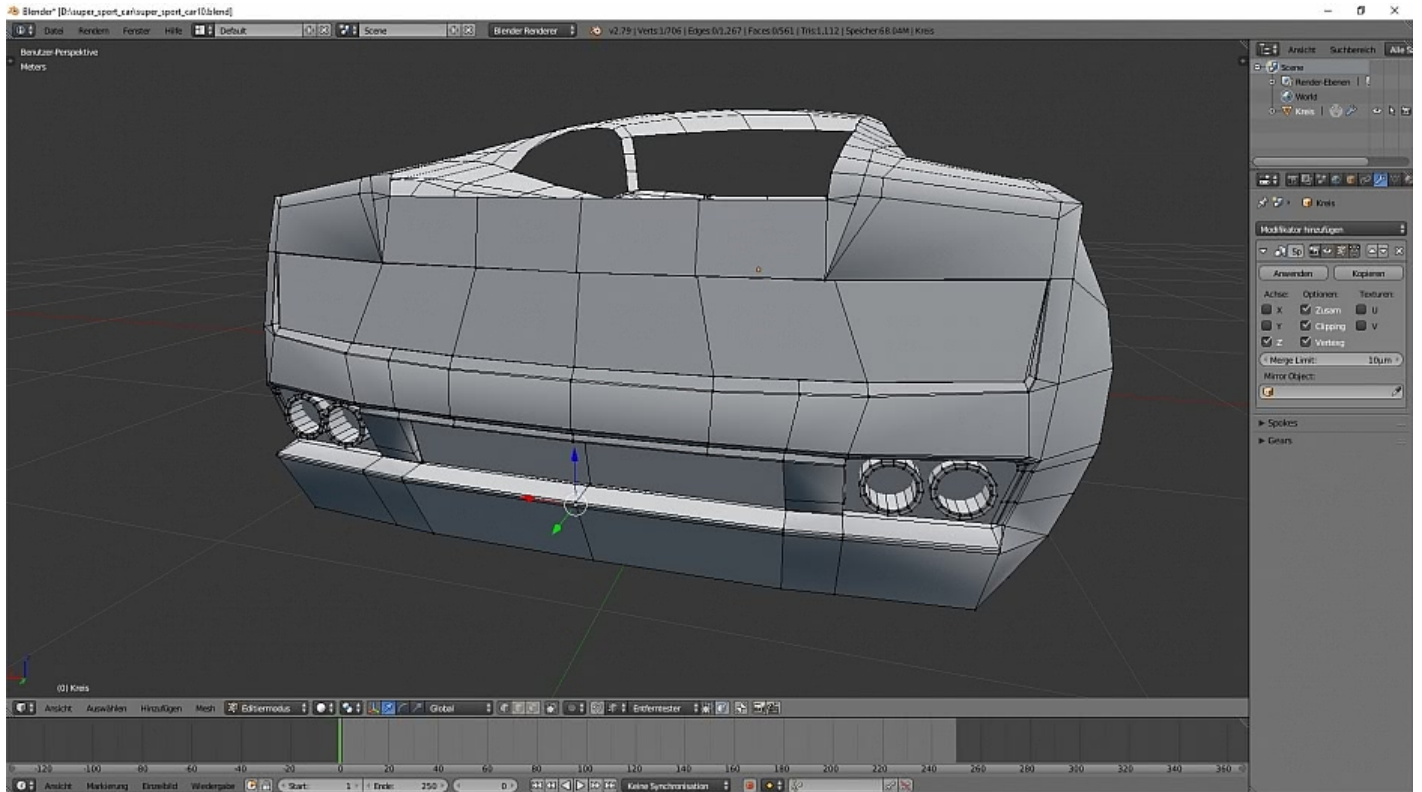 Blender* [D:\super_sport_car\super_sport_car10.blend]
Datei Rendern Fenster Hilfe Default Scene Blender Renderer v2.79 | Verts:1/706 | Edges:0/1,267 | Faces:0/561 | Tris:1,112 | Speicher:68.04M | Kreis
Benutzer-Perspektive
Meters
(0) Kreis
Ansicht Auswählen Hinzufügen Mesh Editiermodus Global Entferntester
-120 -100 -80 -60 -40 -20 0 20 40 60 80 100 120 140 160 180 200 220 240 260 280 300 320 340 360
Ansicht Markierung Einzelbild Wiedergabe Start: 1 Ende: 250 0 Keine Synchronisation
Ansicht Suchbereich Alle
Scene
Render-Ebenen
World
Kreis
Kreis
Modifikator hinzufügen
Sp
Anwenden Kopieren
Achse: Optionen: Texturen:
X Zusam U
Y Clipping V
Z Vertexg
Merge Limit: 10µm
Mirror Object:
Spokes
Gears